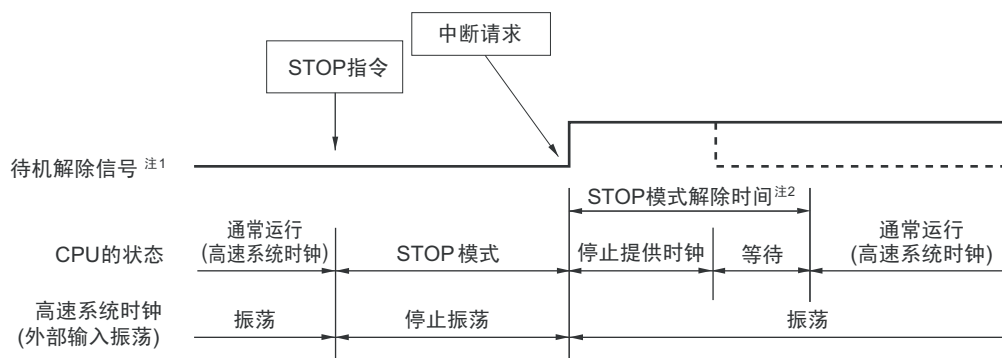 中断请求
STOP指令
待机解除信号 注1
STOP模式解除时间注2
CPU的状态
通常运行
(高速系统时钟)
STOP模式
停止提供时钟
等待
通常运行
(高速系统时钟)
高速系统时钟
(外部输入振荡)
振荡
停止振荡
振荡